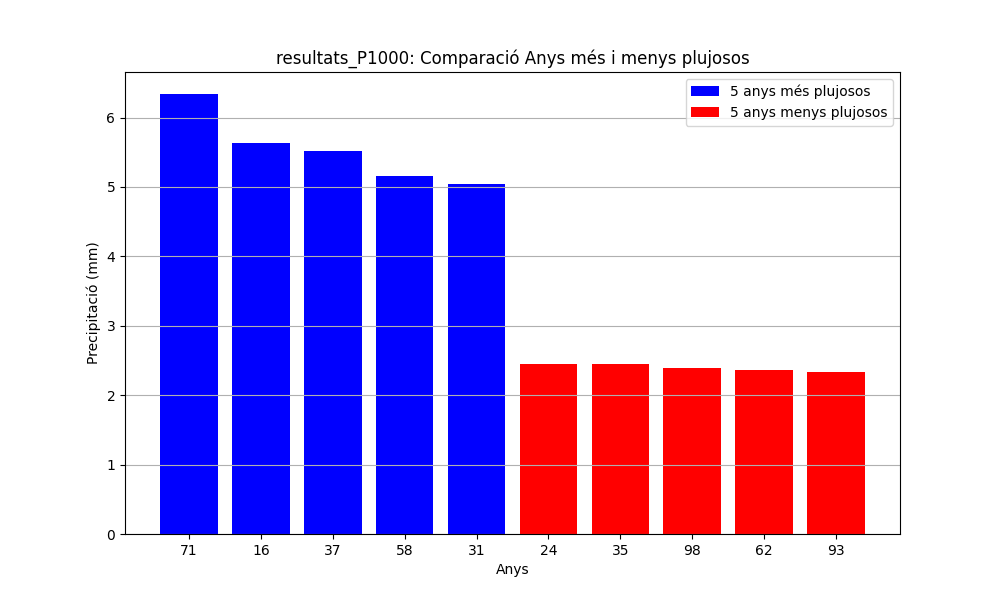 resultats_P1000: Comparació Anys més i menys plujosos
5 anys més plujosos
5 anys menys plujosos
Precipitació (mm)
6
5
4
3
2
1
0
71 16 37 58 31 24 35 98 62 93
Anys